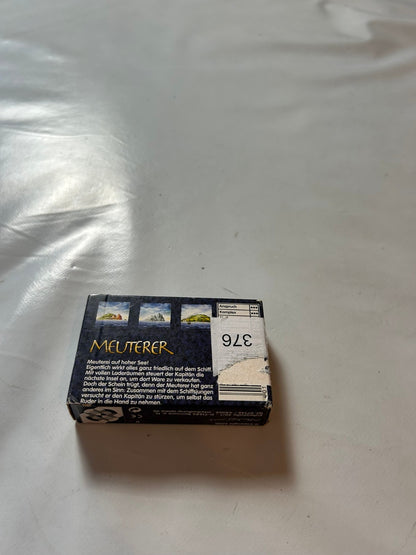 Anspruch
Komplex
376
MEUTERER
Meuterei auf hoher See!
Eigentlich wirkt alles ganz friedlich auf dem Schiff.
Mit vollen Laderäumen steuert der Kapitän die
nächste Insel an, um dort Ware zu verkaufen.
Doch der Schein trügt, denn der Meuterer hat ganz
anderes im Sinn: Zusammen mit dem Schiffsjungen
versucht er den Kapitän zu stürzen, um selbst das
Ruder in die Hand zu nehmen.